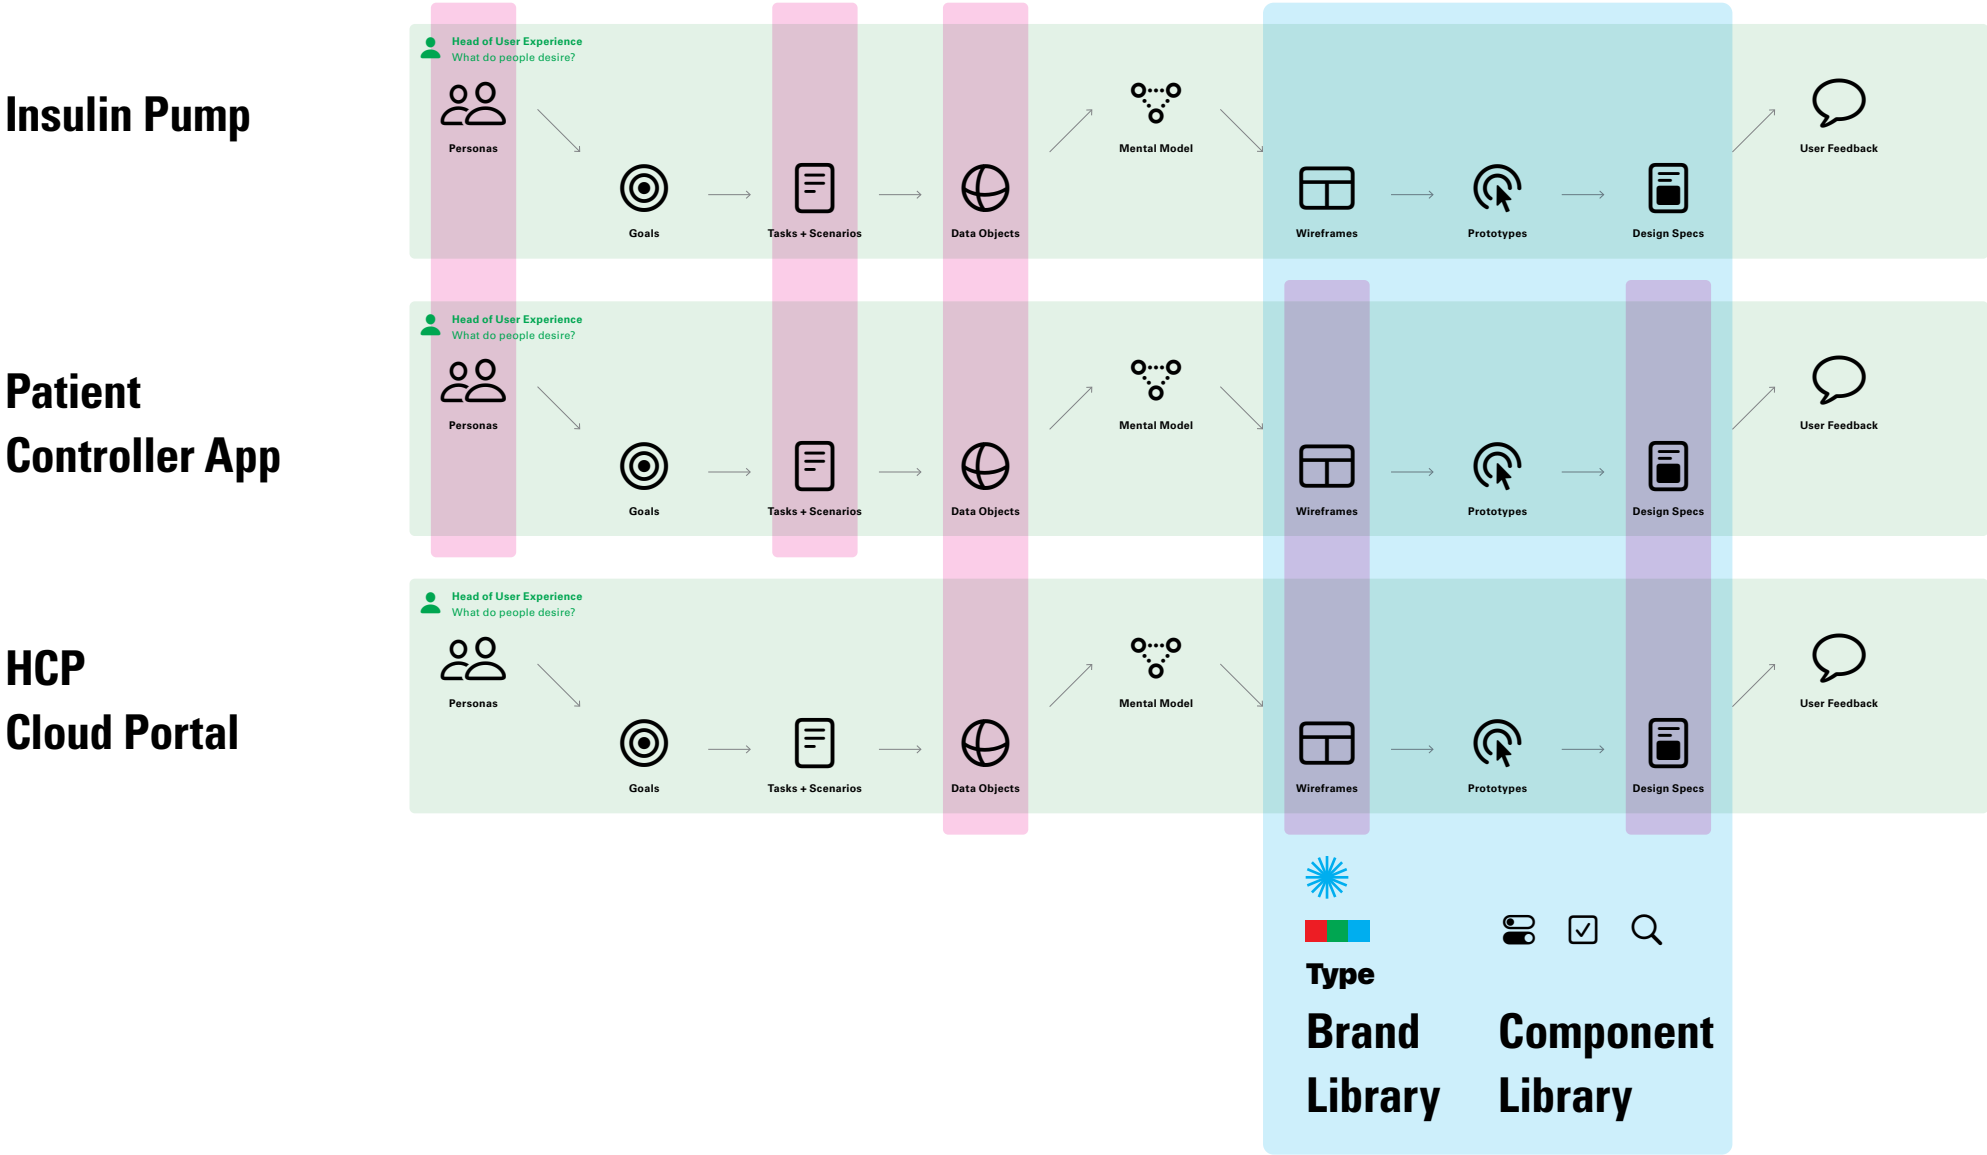 Insulin Pump
Head of User Experience
What do people desire?
Personas
Goals
Tasks + Scenarios
Data Objects
Mental Model
Wireframes
Prototypes
Design Specs
User Feedback
Patient
Controller App
Head of User Experience
What do people desire?
Personas
Goals
Tasks + Scenarios
Data Objects
Mental Model
Wireframes
Prototypes
Design Specs
User Feedback
HCP
Cloud Portal
Head of User Experience
What do people desire?
Personas
Goals
Tasks + Scenarios
Data Objects
Mental Model
Wireframes
Prototypes
Design Specs
User Feedback
Type
Brand
Library
Component
Library